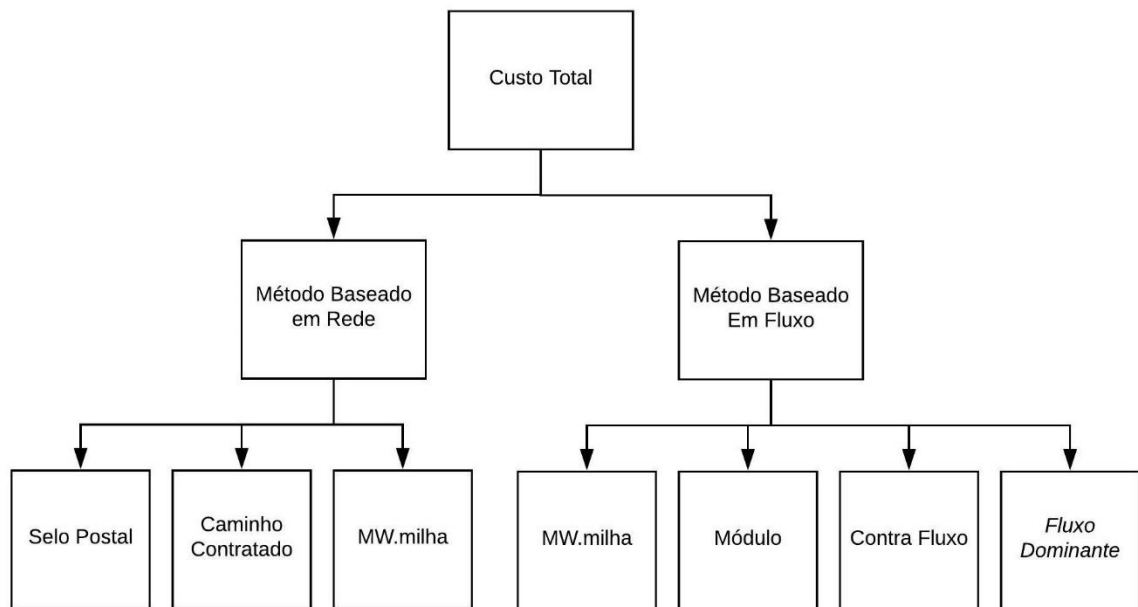 Custo Total
Método Baseado
em Rede
Método Baseado
Em Fluxo
Selo Postal
Caminho
Contratado
MW.milha
MW.milha
Módulo
Contra Fluxo
Fluxo
Dominante